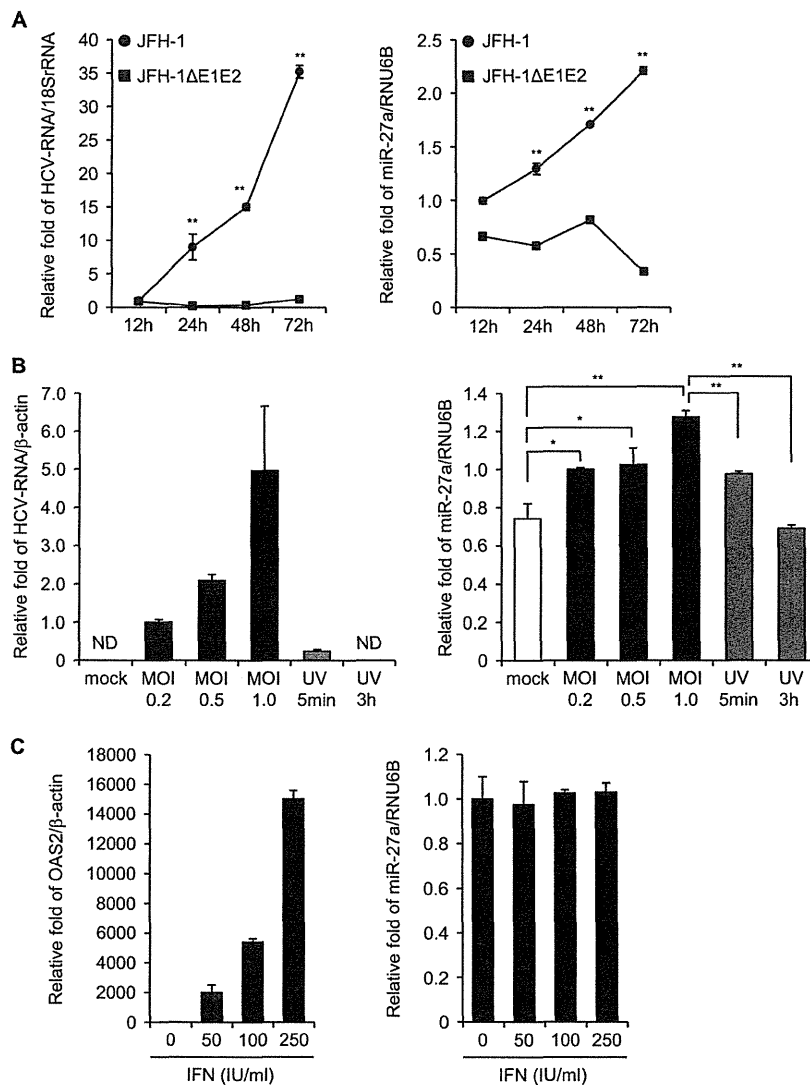 A
Relative fold of HCV-RNA/18SrRNA
40
35
30
25
20
15
10
5
0
JFH-1
JFH-1ΔE1E2
**
**
**
12h 24h 48h 72h
Relative fold of miR-27a/RNU6B
2.5
2.0
1.5
1.0
0.5
0
JFH-1
JFH-1ΔE1E2
**
**
**
12h 24h 48h 72h
B
Relative fold of HCV-RNA/β-actin
7.0
6.0
5.0
4.0
3.0
2.0
1.0
0
ND
ND
mock MOI MOI MOI UV UV
0.2 0.5 1.0 5min 3h
Relative fold of miR-27a/RNU6B
1.4
1.2
1.0
0.8
0.6
0.4
0.2
0
**
**
**
*
*
mock MOI MOI MOI UV UV
0.2 0.5 1.0 5min 3h
C
Relative fold of OAS2/β-actin
18000
16000
14000
12000
10000
8000
6000
4000
2000
0
0 50 100 250
IFN (IU/ml)
Relative fold of miR-27a/RNU6B
1.2
1.0
0.8
0.6
0.4
0.2
0
0 50 100 250
IFN (IU/ml)